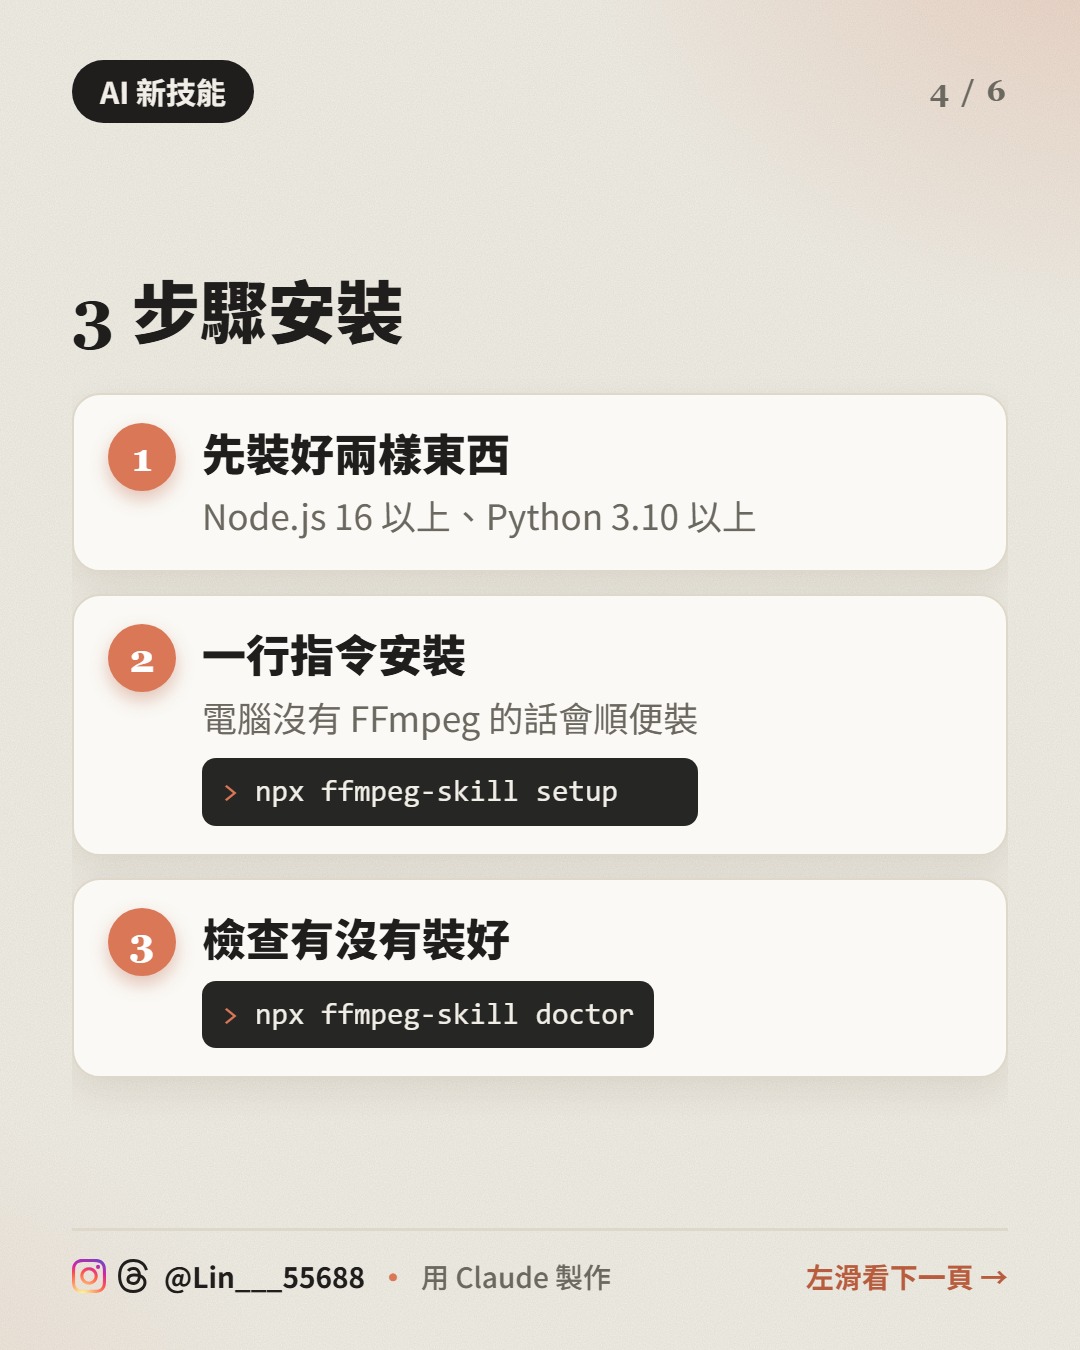 AI 新技能
4 / 6
3 步驟安裝
1
先裝好兩樣東西
Node.js 16 以上、Python 3.10 以上
2
一行指令安裝
電腦沒有 FFmpeg 的話會順便裝
> npx ffmpeg-skill setup
3
檢查有沒有裝好
> npx ffmpeg-skill doctor
@Lin___55688 • 用 Claude 製作
左滑看下一頁 →